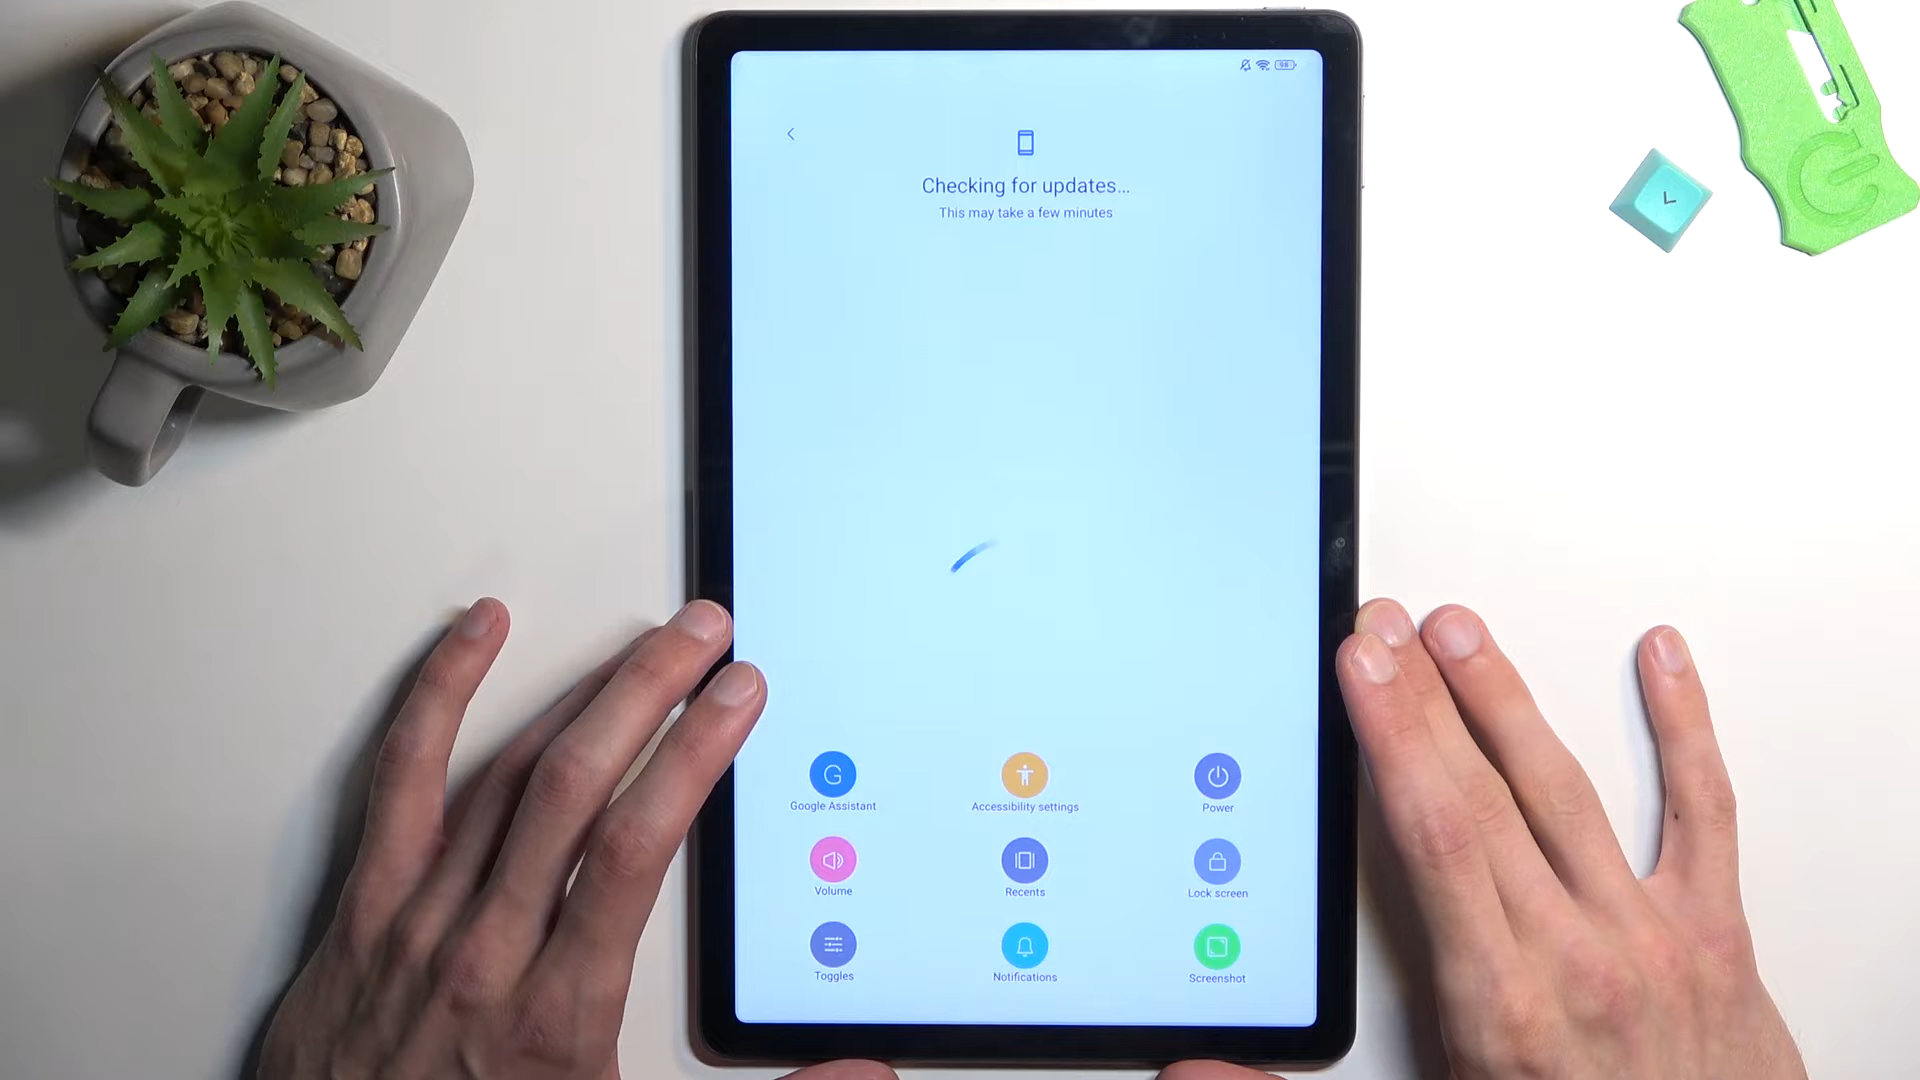 98
Checking for updates...
This may take a few minutes
Google Assistant
Accessibility settings
Power
Volume
Recents
Lock screen
Toggles
Notifications
Screenshot